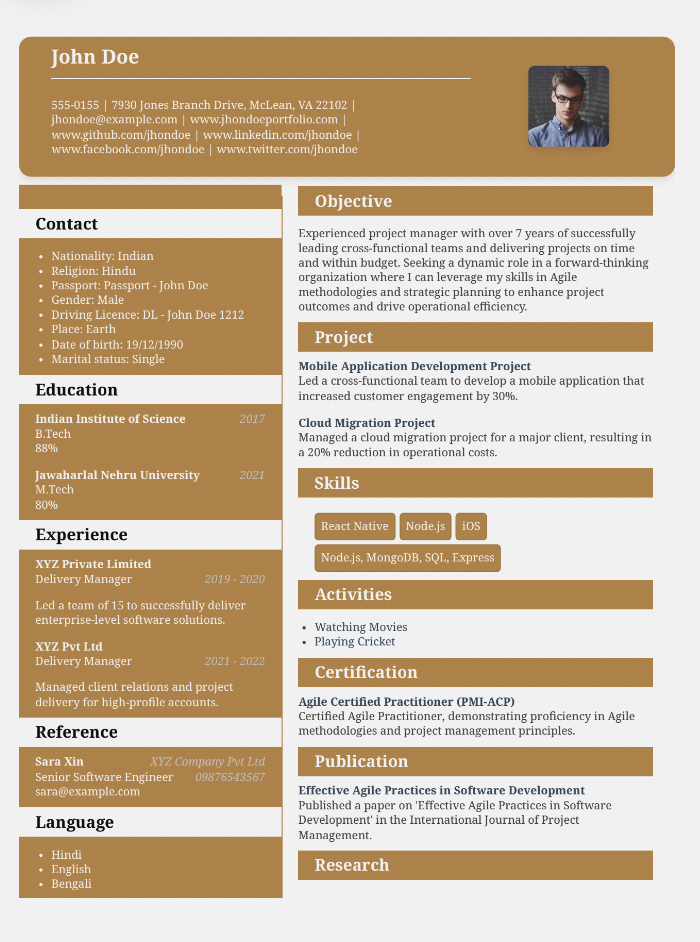 John Doe
555-0155 | 7930 Jones Branch Drive, McLean, VA 22102 |
jhondoe@example.com | www.jhondoeportfolio.com |
www.github.com/jhondoe | www.linkedin.com/jhondoe |
www.facebook.com/jhondoe | www.twitter.com/jhondoe
Contact
• Nationality: Indian
• Religion: Hindu
• Passport: Passport - John Doe
• Gender: Male
• Driving Licence: DL - John Doe 1212
• Place: Earth
• Date of birth: 19/12/1990
• Marital status: Single
Education
Indian Institute of Science 2017
B.Tech
88%
Jawaharlal Nehru University 2021
M.Tech
80%
Experience
XYZ Private Limited
Delivery Manager 2019 - 2020
Led a team of 15 to successfully deliver
enterprise-level software solutions.
XYZ Pvt Ltd
Delivery Manager 2021 - 2022
Managed client relations and project
delivery for high-profile accounts.
Reference
Sara Xin XYZ Company Pvt Ltd
Senior Software Engineer 09876543567
sara@example.com
Language
• Hindi
• English
• Bengali
Objective
Experienced project manager with over 7 years of successfully
leading cross-functional teams and delivering projects on time
and within budget. Seeking a dynamic role in a forward-thinking
organization where I can leverage my skills in Agile
methodologies and strategic planning to enhance project
outcomes and drive operational efficiency.
Project
Mobile Application Development Project
Led a cross-functional team to develop a mobile application that
increased customer engagement by 30%.
Cloud Migration Project
Managed a cloud migration project for a major client, resulting in
a 20% reduction in operational costs.
Skills
React Native Node.js iOS
Node.js, MongoDB, SQL, Express
Activities
• Watching Movies
• Playing Cricket
Certification
Agile Certified Practitioner (PMI-ACP)
Certified Agile Practitioner, demonstrating proficiency in Agile
methodologies and project management principles.
Publication
Effective Agile Practices in Software Development
Published a paper on 'Effective Agile Practices in Software
Development' in the International Journal of Project
Management.
Research